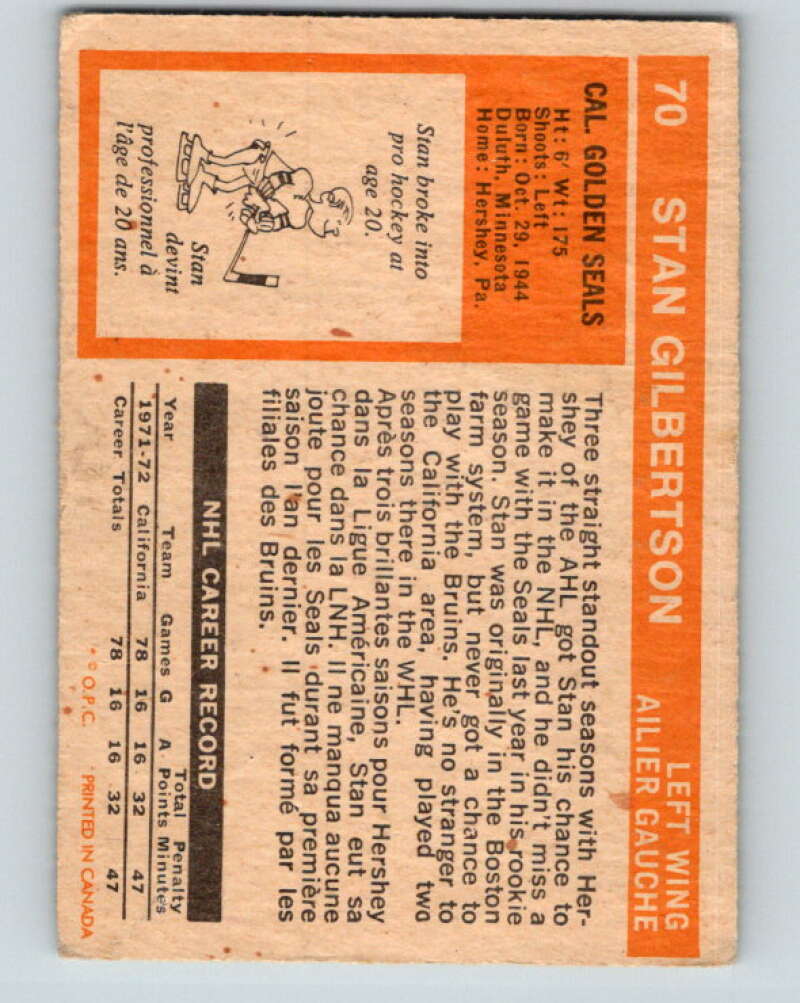 70 STAN GILBERTSON LEFT WING
AILIER GAUCHE
CAL. GOLDEN SEALS
Ht: 6' Wt: 175
Shoots: Left
Born: Oct. 29, 1944
Duluth, Minnesota
Home: Hershey, Pa.
Stan broke into
pro hockey at
age 20.
Stan
devint
professionnel à
l'âge de 20 ans.
Three straight standout seasons with Her-
shey of the AHL got Stan his chance to
make it in the NHL, and he didn't miss a
game with the Seals last year in his rookie
season. Stan was originally in the Boston
farm system, but never got a chance to
play with the Bruins. He's no stranger to
the California area, having played two
seasons there in the WHL.
Après trois brillantes saisons pour Hershey
dans la Ligue Américaine, Stan eut sa
chance dans la LNH. Il ne manqua aucune
joute pour les Seals durant sa première
saison l'an dernier. Il fut formé par les
filiales des Bruins.
NHL CAREER RECORD
Total Penalty
Year Team Games G A Points Minutes
1971-72 California 78 16 16 32 47
Career Totals 78 16 16 32 47
* © O.P.C. * PRINTED IN CANADA